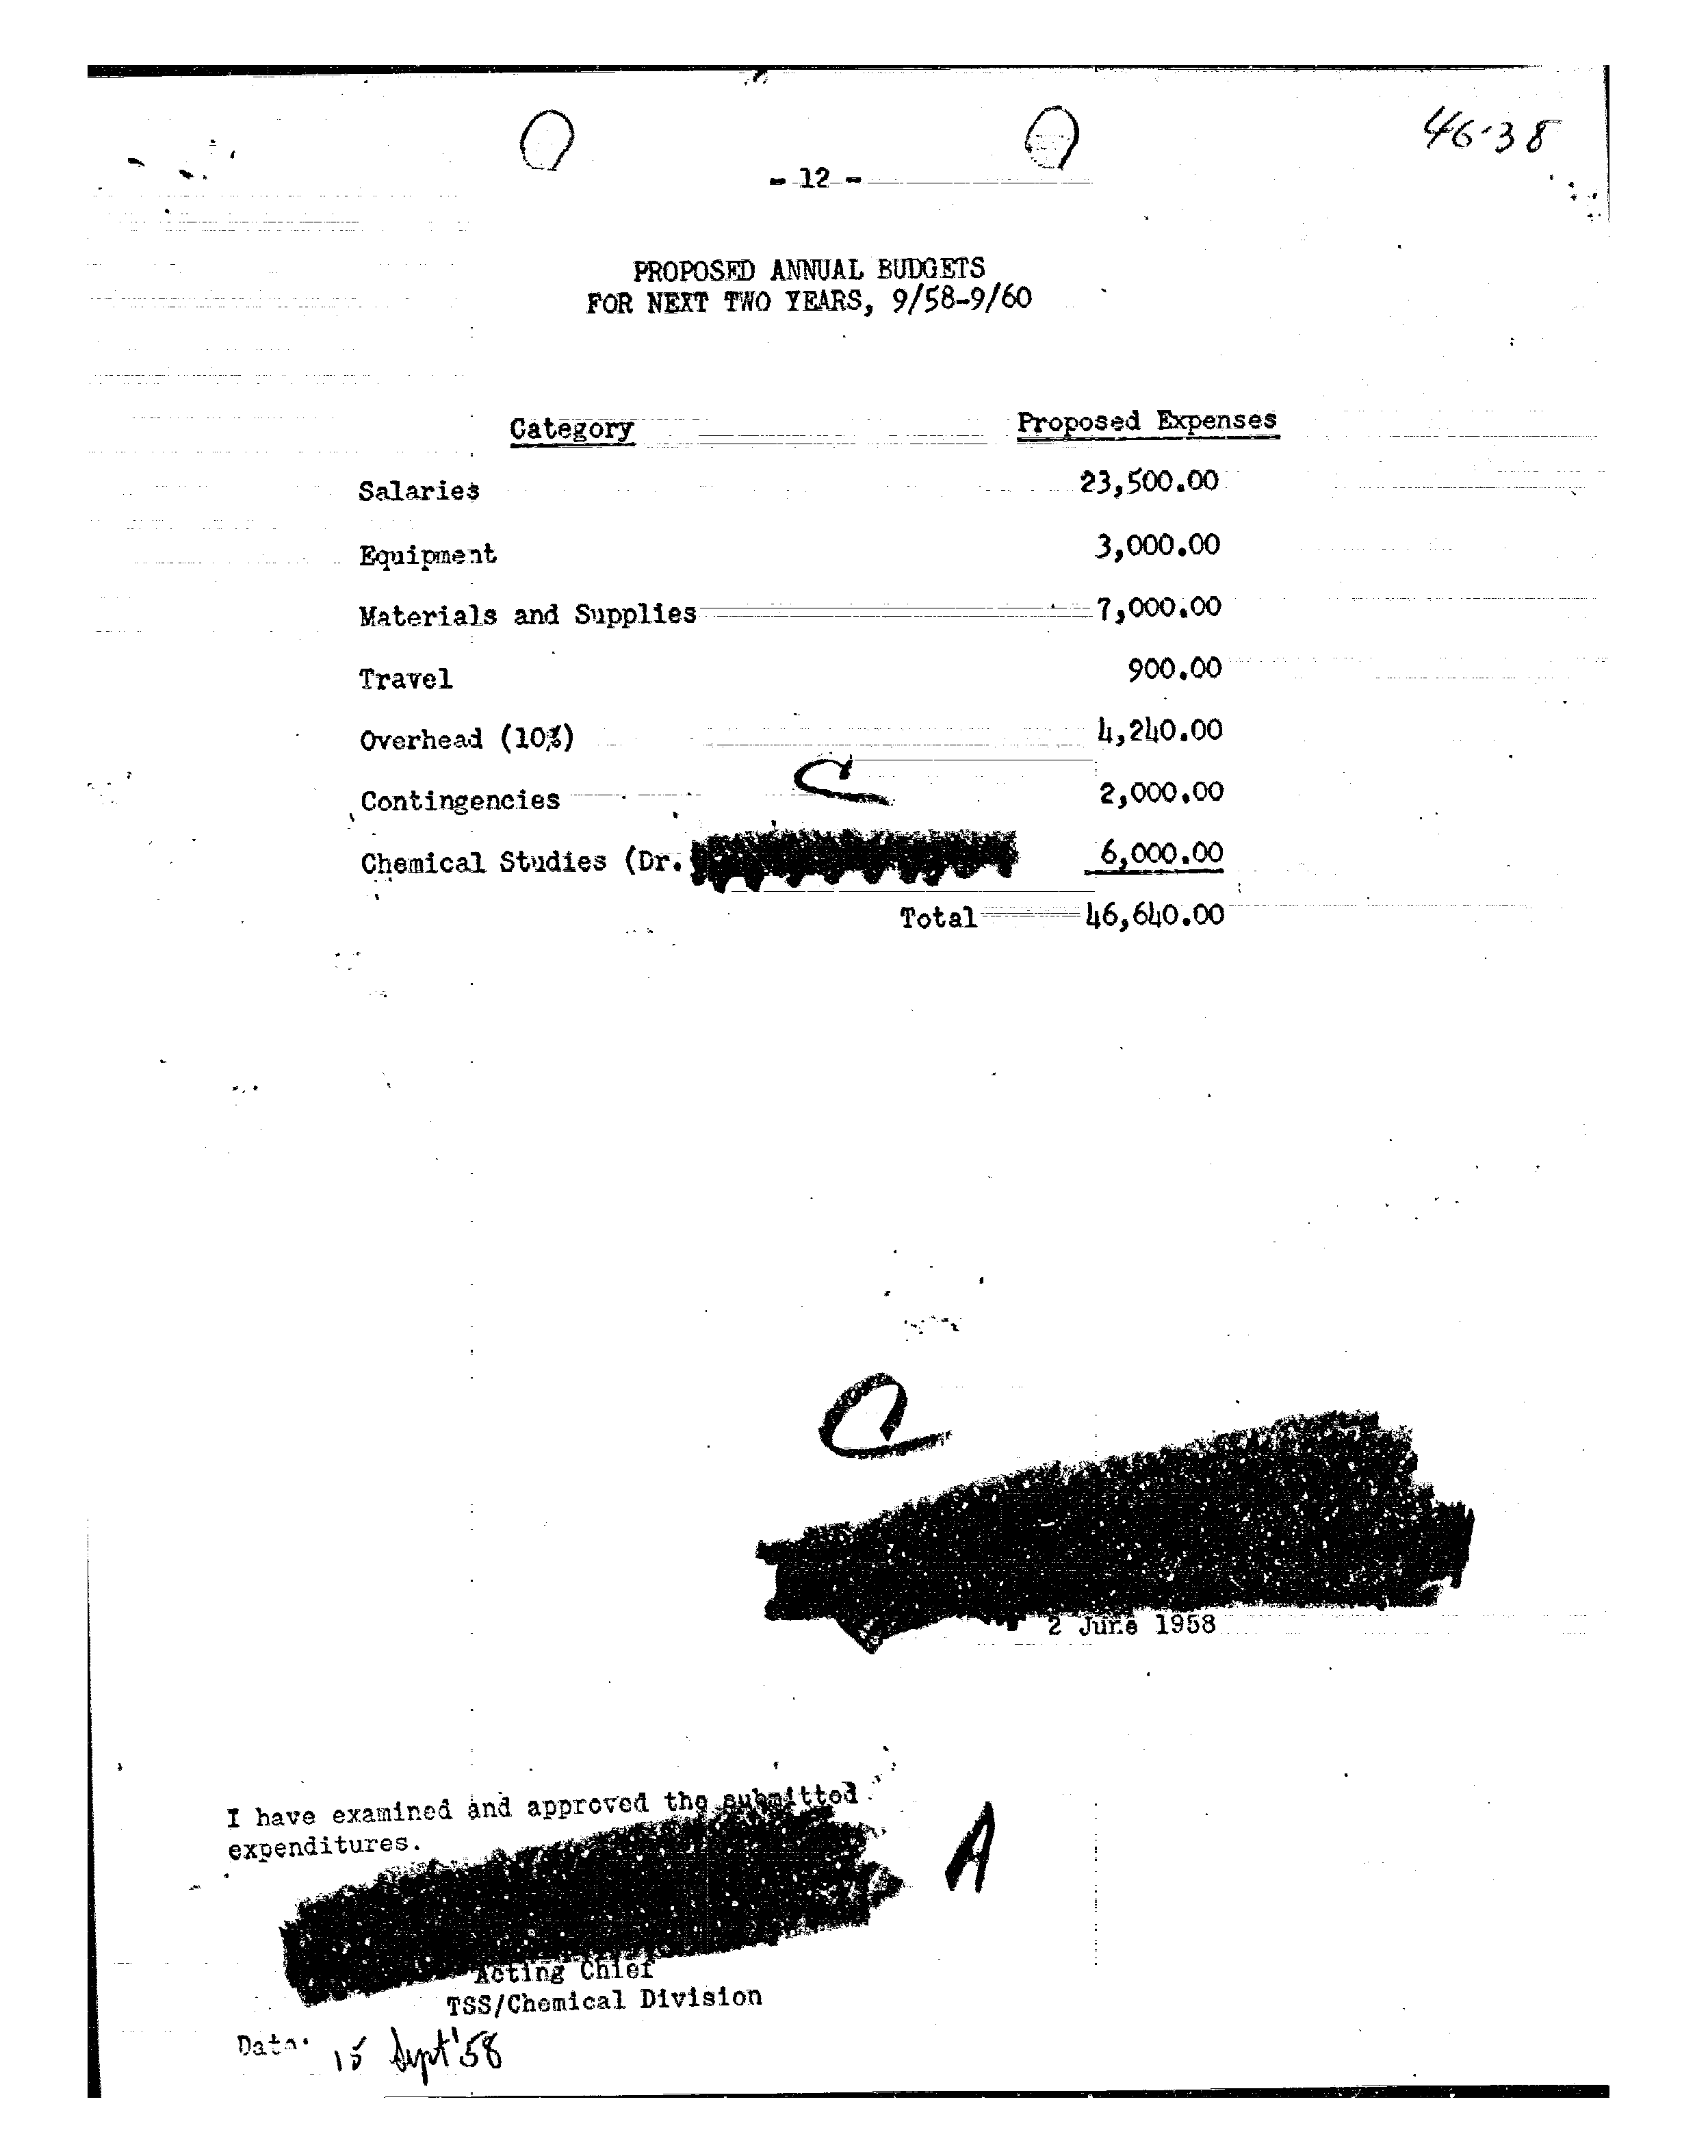 46-38
- 12 -
PROPOSED ANNUAL BUDGETS
FOR NEXT TWO YEARS, 9/58-9/60
Category Proposed Expenses
Salaries 23,500.00
Equipment 3,000.00
Materials and Supplies 7,000.00
Travel 900.00
Overhead (10%) 4,240.00
C
Contingencies 2,000.00
Chemical Studies (Dr. 6,000.00
Total 46,640.00
C
2 June 1958
I have examined and approved the submitted
expenditures.
A
Acting Chief
TSS/Chemical Division
Date: 15 Sept '58